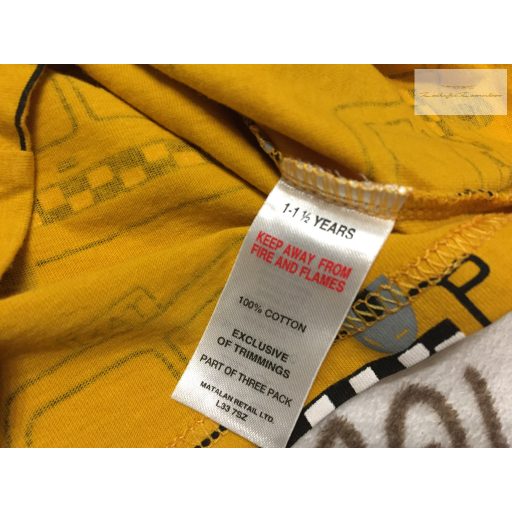 1-1 ½ YEARS
KEEP AWAY FROM
FIRE AND FLAMES
100% COTTON
EXCLUSIVE
OF TRIMMINGS
PART OF THREE PACK
MATALAN RETAIL LTD.
L33 7SZ
P